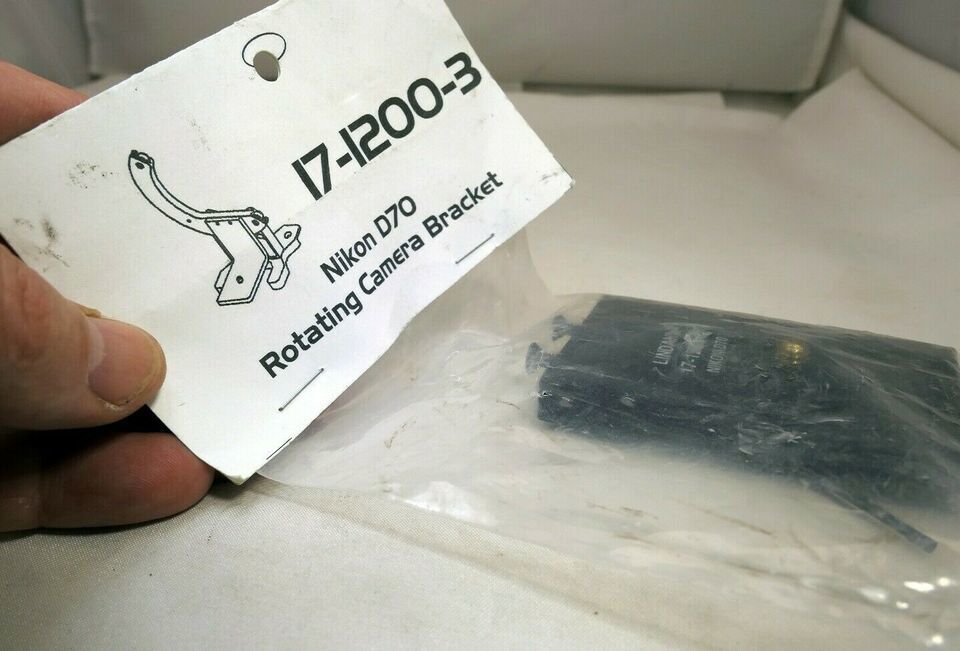 17-1200-3
Nikon D70
Rotating Camera Bracket